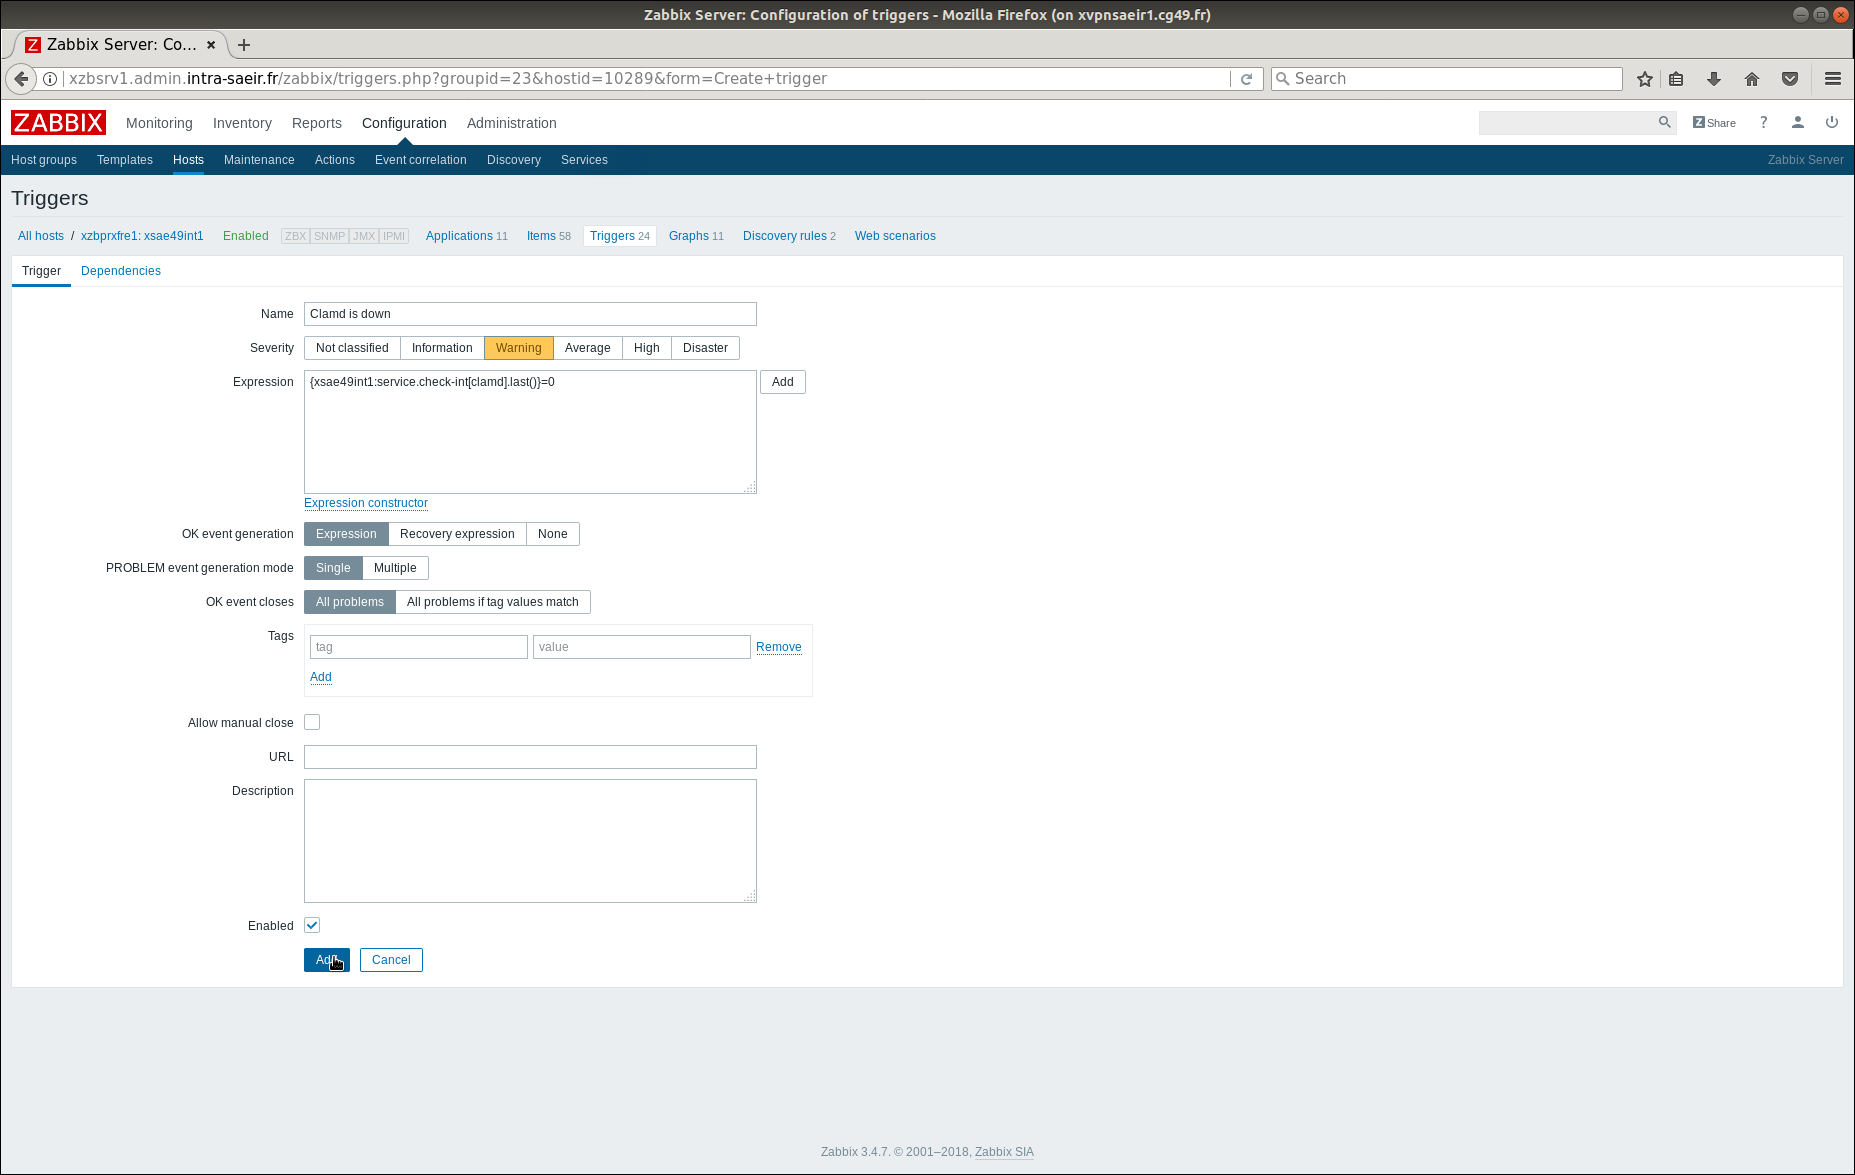 Zabbix Server: Configuration of triggers - Mozilla Firefox (on xvpnsaeir1.cg49.fr)
Z Zabbix Server: Co...
xzbsrv1.admin.intra-saeir.fr/zabbix/triggers.php?groupid=23&hostid=10289&form=Create+trigger Search
ZABBIX Monitoring Inventory Reports Configuration Administration Z Share ?
Host groups Templates Hosts Maintenance Actions Event correlation Discovery Services Zabbix Server
Triggers
All hosts / xzbprxfre1: xsae49int1 Enabled ZBX SNMP JMX IPMI Applications 11 Items 58 Triggers 24 Graphs 11 Discovery rules 2 Web scenarios
Trigger Dependencies
Name Clamd is down
Severity Not classified Information Warning Average High Disaster
Expression {xsae49int1:service.check-int[clamd].last()}=0 Add
Expression constructor
OK event generation Expression Recovery expression None
PROBLEM event generation mode Single Multiple
OK event closes All problems All problems if tag values match
Tags tag value Remove
Add
Allow manual close
URL
Description
Enabled
Add Cancel
Zabbix 3.4.7. © 2001–2018, Zabbix SIA